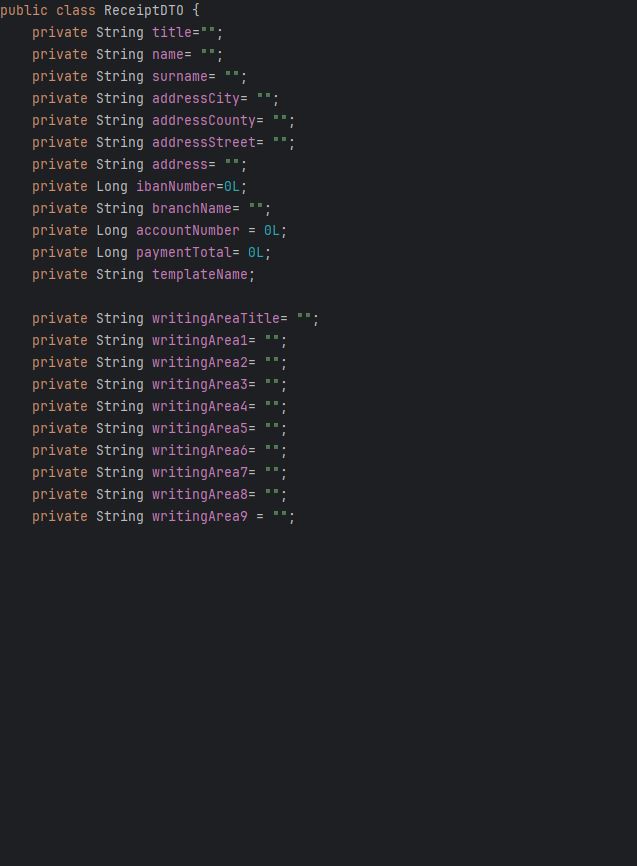 public class ReceiptDTO {
    private String title="";
    private String name= "";
    private String surname= "";
    private String addressCity= "";
    private String addressCounty= "";
    private String addressStreet= "";
    private String address= "";
    private Long ibanNumber=0L;
    private String branchName= "";
    private Long accountNumber = 0L;
    private Long paymentTotal= 0L;
    private String templateName;

    private String writingAreaTitle= "";
    private String writingArea1= "";
    private String writingArea2= "";
    private String writingArea3= "";
    private String writingArea4= "";
    private String writingArea5= "";
    private String writingArea6= "";
    private String writingArea7= "";
    private String writingArea8= "";
    private String writingArea9 = "";